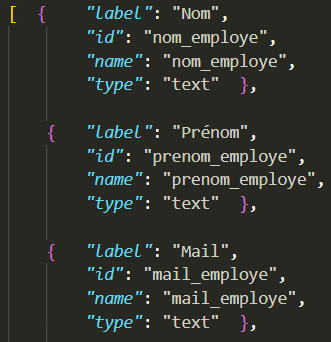 [ { "label": "Nom",
"id": "nom_employe",
"name": "nom_employe",
"type": "text" },
{ "label": "Prénom",
"id": "prenom_employe",
"name": "prenom_employe",
"type": "text" },
{ "label": "Mail",
"id": "mail_employe",
"name": "mail_employe",
"type": "text" },